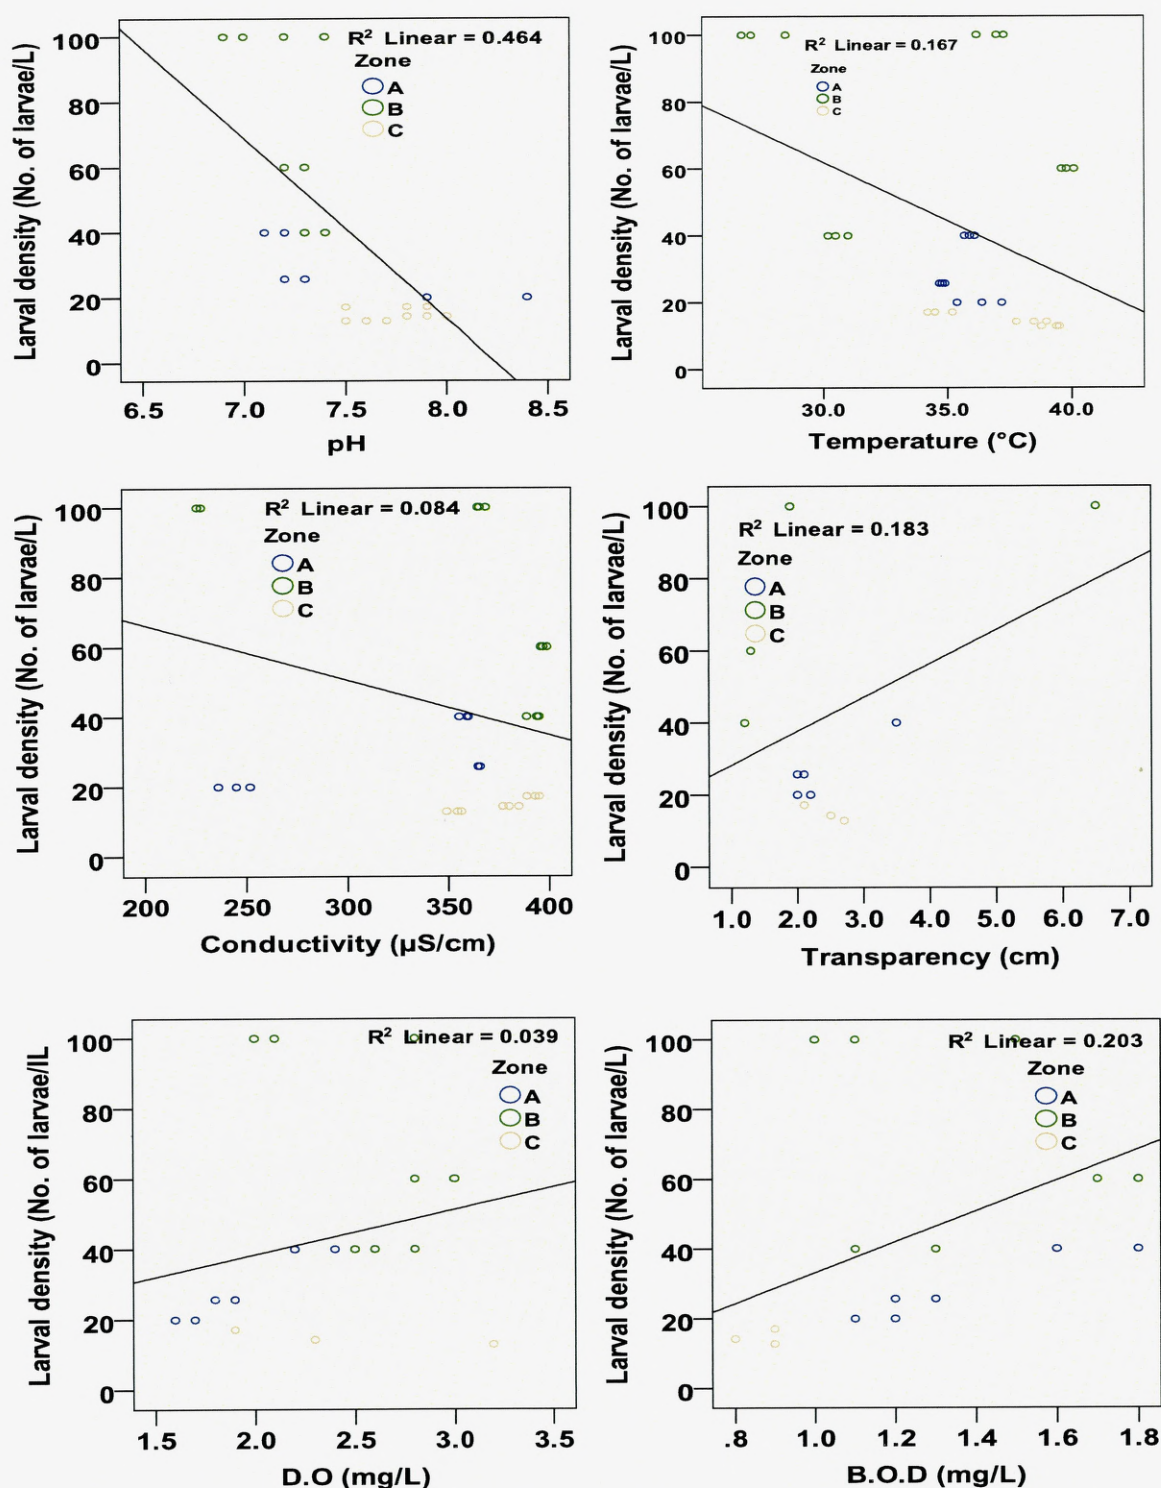 Larval density (No. of larvae/L)
100
80
60
40
20
0
R² Linear = 0.464
Zone
A
B
C
6.5 7.0 7.5 8.0 8.5
pH
Larval density (No. of larvae/L)
100
80
60
40
20
0
R² Linear = 0.167
Zone
A
B
C
30.0 35.0 40.0
Temperature (°C)
Larval density (No. of larvae/L)
100
80
60
40
20
0
R² Linear = 0.084
Zone
A
B
C
200 250 300 350 400
Conductivity (µS/cm)
Larval density (No. of larvae/L)
100
80
60
40
20
0
R² Linear = 0.183
Zone
A
B
C
1.0 2.0 3.0 4.0 5.0 6.0 7.0
Transparency (cm)
Larval density (No. of larvae/IL
100
80
60
40
20
0
R² Linear = 0.039
Zone
A
B
C
1.5 2.0 2.5 3.0 3.5
D.O (mg/L)
Larval density (No. of larvae/L)
100
80
60
40
20
0
R² Linear = 0.203
Zone
A
B
C
.8 1.0 1.2 1.4 1.6 1.8
B.O.D (mg/L)